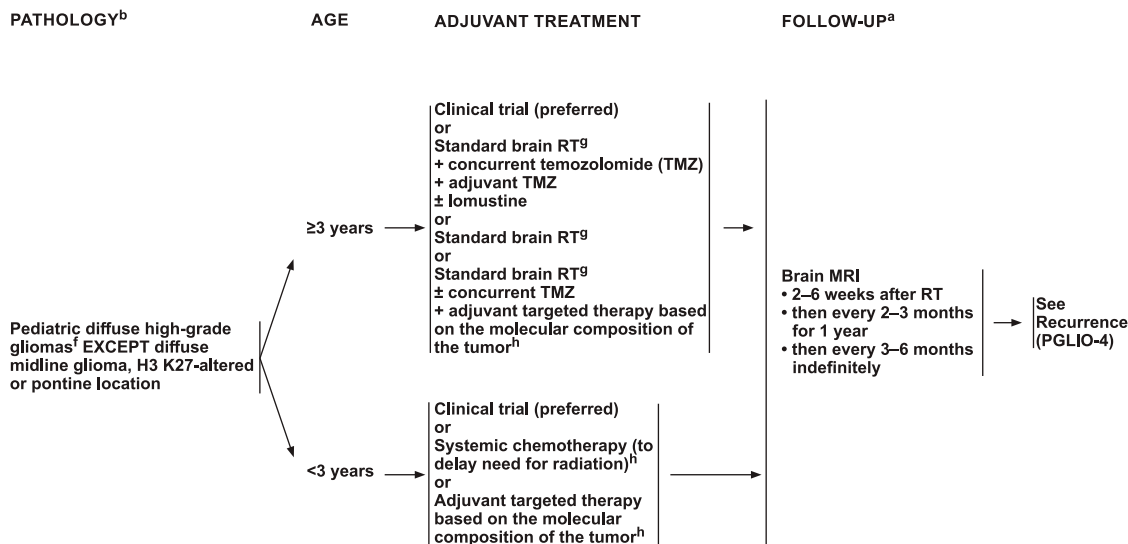 PATHOLOGYb
AGE
ADJUVANT TREATMENT
FOLLOW-UPa
Pediatric diffuse high-grade
gliomasf EXCEPT diffuse
midline glioma, H3 K27-altered
or pontine location
≥3 years
Clinical trial (preferred)
or
Standard brain RTg
+ concurrent temozolomide (TMZ)
+ adjuvant TMZ
± lomustine
or
Standard brain RTg
or
Standard brain RTg
± concurrent TMZ
+ adjuvant targeted therapy based
on the molecular composition of
the tumorh
<3 years
Clinical trial (preferred)
or
Systemic chemotherapy (to
delay need for radiation)h
or
Adjuvant targeted therapy
based on the molecular
composition of the tumorh
Brain MRI
• 2–6 weeks after RT
• then every 2–3 months
for 1 year
• then every 3–6 months
indefinitely
See
Recurrence
(PGLIO-4)